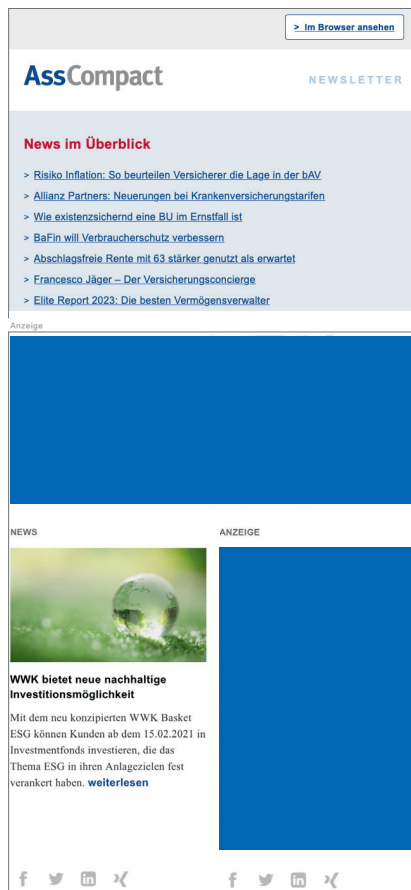 > Im Browser ansehen
AssCompact
NEWSLETTER
News im Überblick
> Risiko Inflation: So beurteilen Versicherer die Lage in der bAV
> Allianz Partners: Neuerungen bei Krankenversicherungstarifen
> Wie existenzsichernd eine BU im Ernstfall ist
> BaFin will Verbraucherschutz verbessern
> Abschlagsfreie Rente mit 63 stärker genutzt als erwartet
> Francesco Jäger – Der Versicherungsconcierge
> Elite Report 2023: Die besten Vermögensverwalter
Anzeige
NEWS
ANZEIGE
WWK bietet neue nachhaltige
Investitionsmöglichkeit
Mit dem neu konzipierten WWK Basket
ESG können Kunden ab dem 15.02.2021 in
Investmentfonds investieren, die das
Thema ESG in ihren Anlagezielen fest
verankert haben. weiterlesen